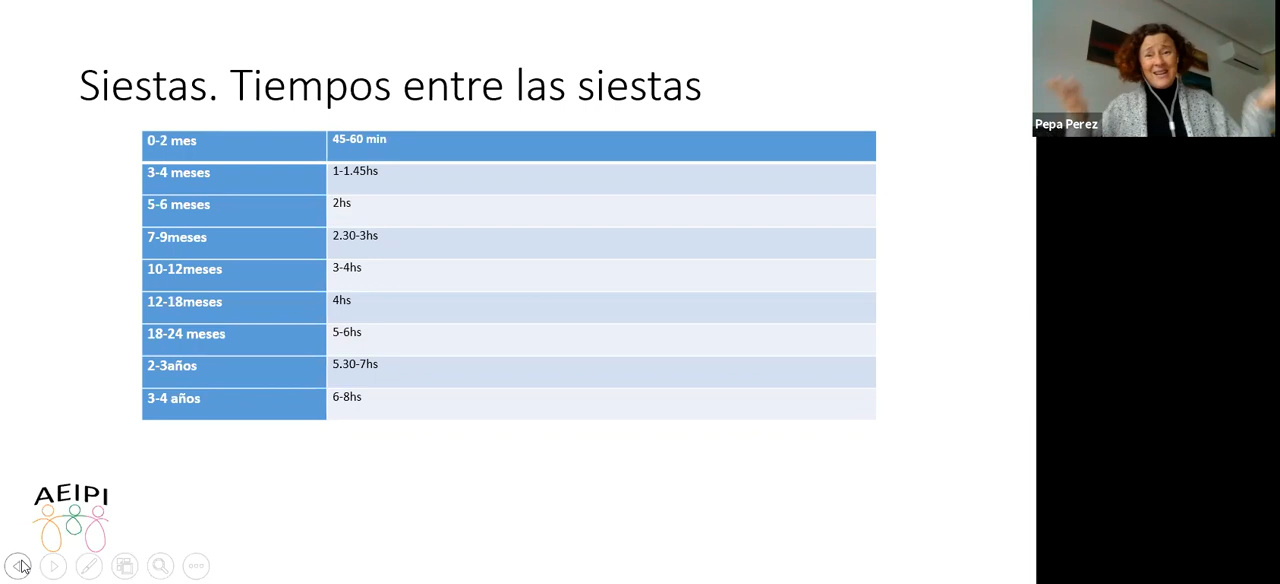 Siestas. Tiempos entre las siestas
0-2 mes 45-60 min
3-4 meses 1-1.45hs
5-6 meses 2hs
7-9meses 2.30-3hs
10-12meses 3-4hs
12-18meses 4hs
18-24 meses 5-6hs
2-3años 5.30-7hs
3-4 años 6-8hs
AEIPI
Pepa Perez